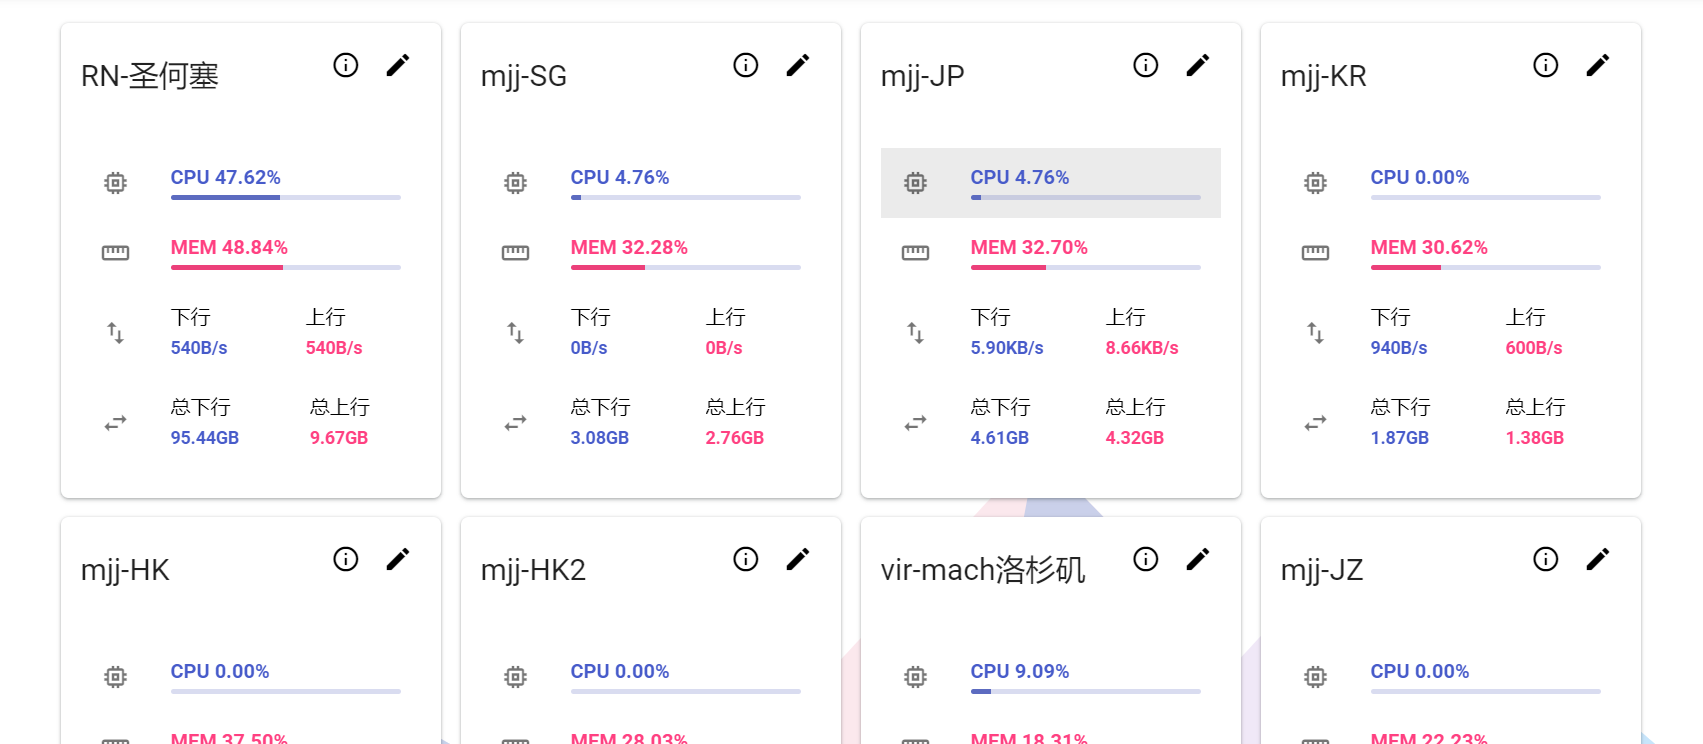 RN-圣何塞
CPU 47.62%
MEM 48.84%
下行 上行
540B/s 540B/s
总下行 总上行
95.44GB 9.67GB
mjj-SG
CPU 4.76%
MEM 32.28%
下行 上行
0B/s 0B/s
总下行 总上行
3.08GB 2.76GB
mjj-JP
CPU 4.76%
MEM 32.70%
下行 上行
5.90KB/s 8.66KB/s
总下行 总上行
4.61GB 4.32GB
mjj-KR
CPU 0.00%
MEM 30.62%
下行 上行
940B/s 600B/s
总下行 总上行
1.87GB 1.38GB
mjj-HK
CPU 0.00%
MEM 37.50%
mjj-HK2
CPU 0.00%
MEM 28.03%
vir-mach洛杉矶
CPU 9.09%
MEM 18.31%
mjj-JZ
CPU 0.00%
MEM 22.23%